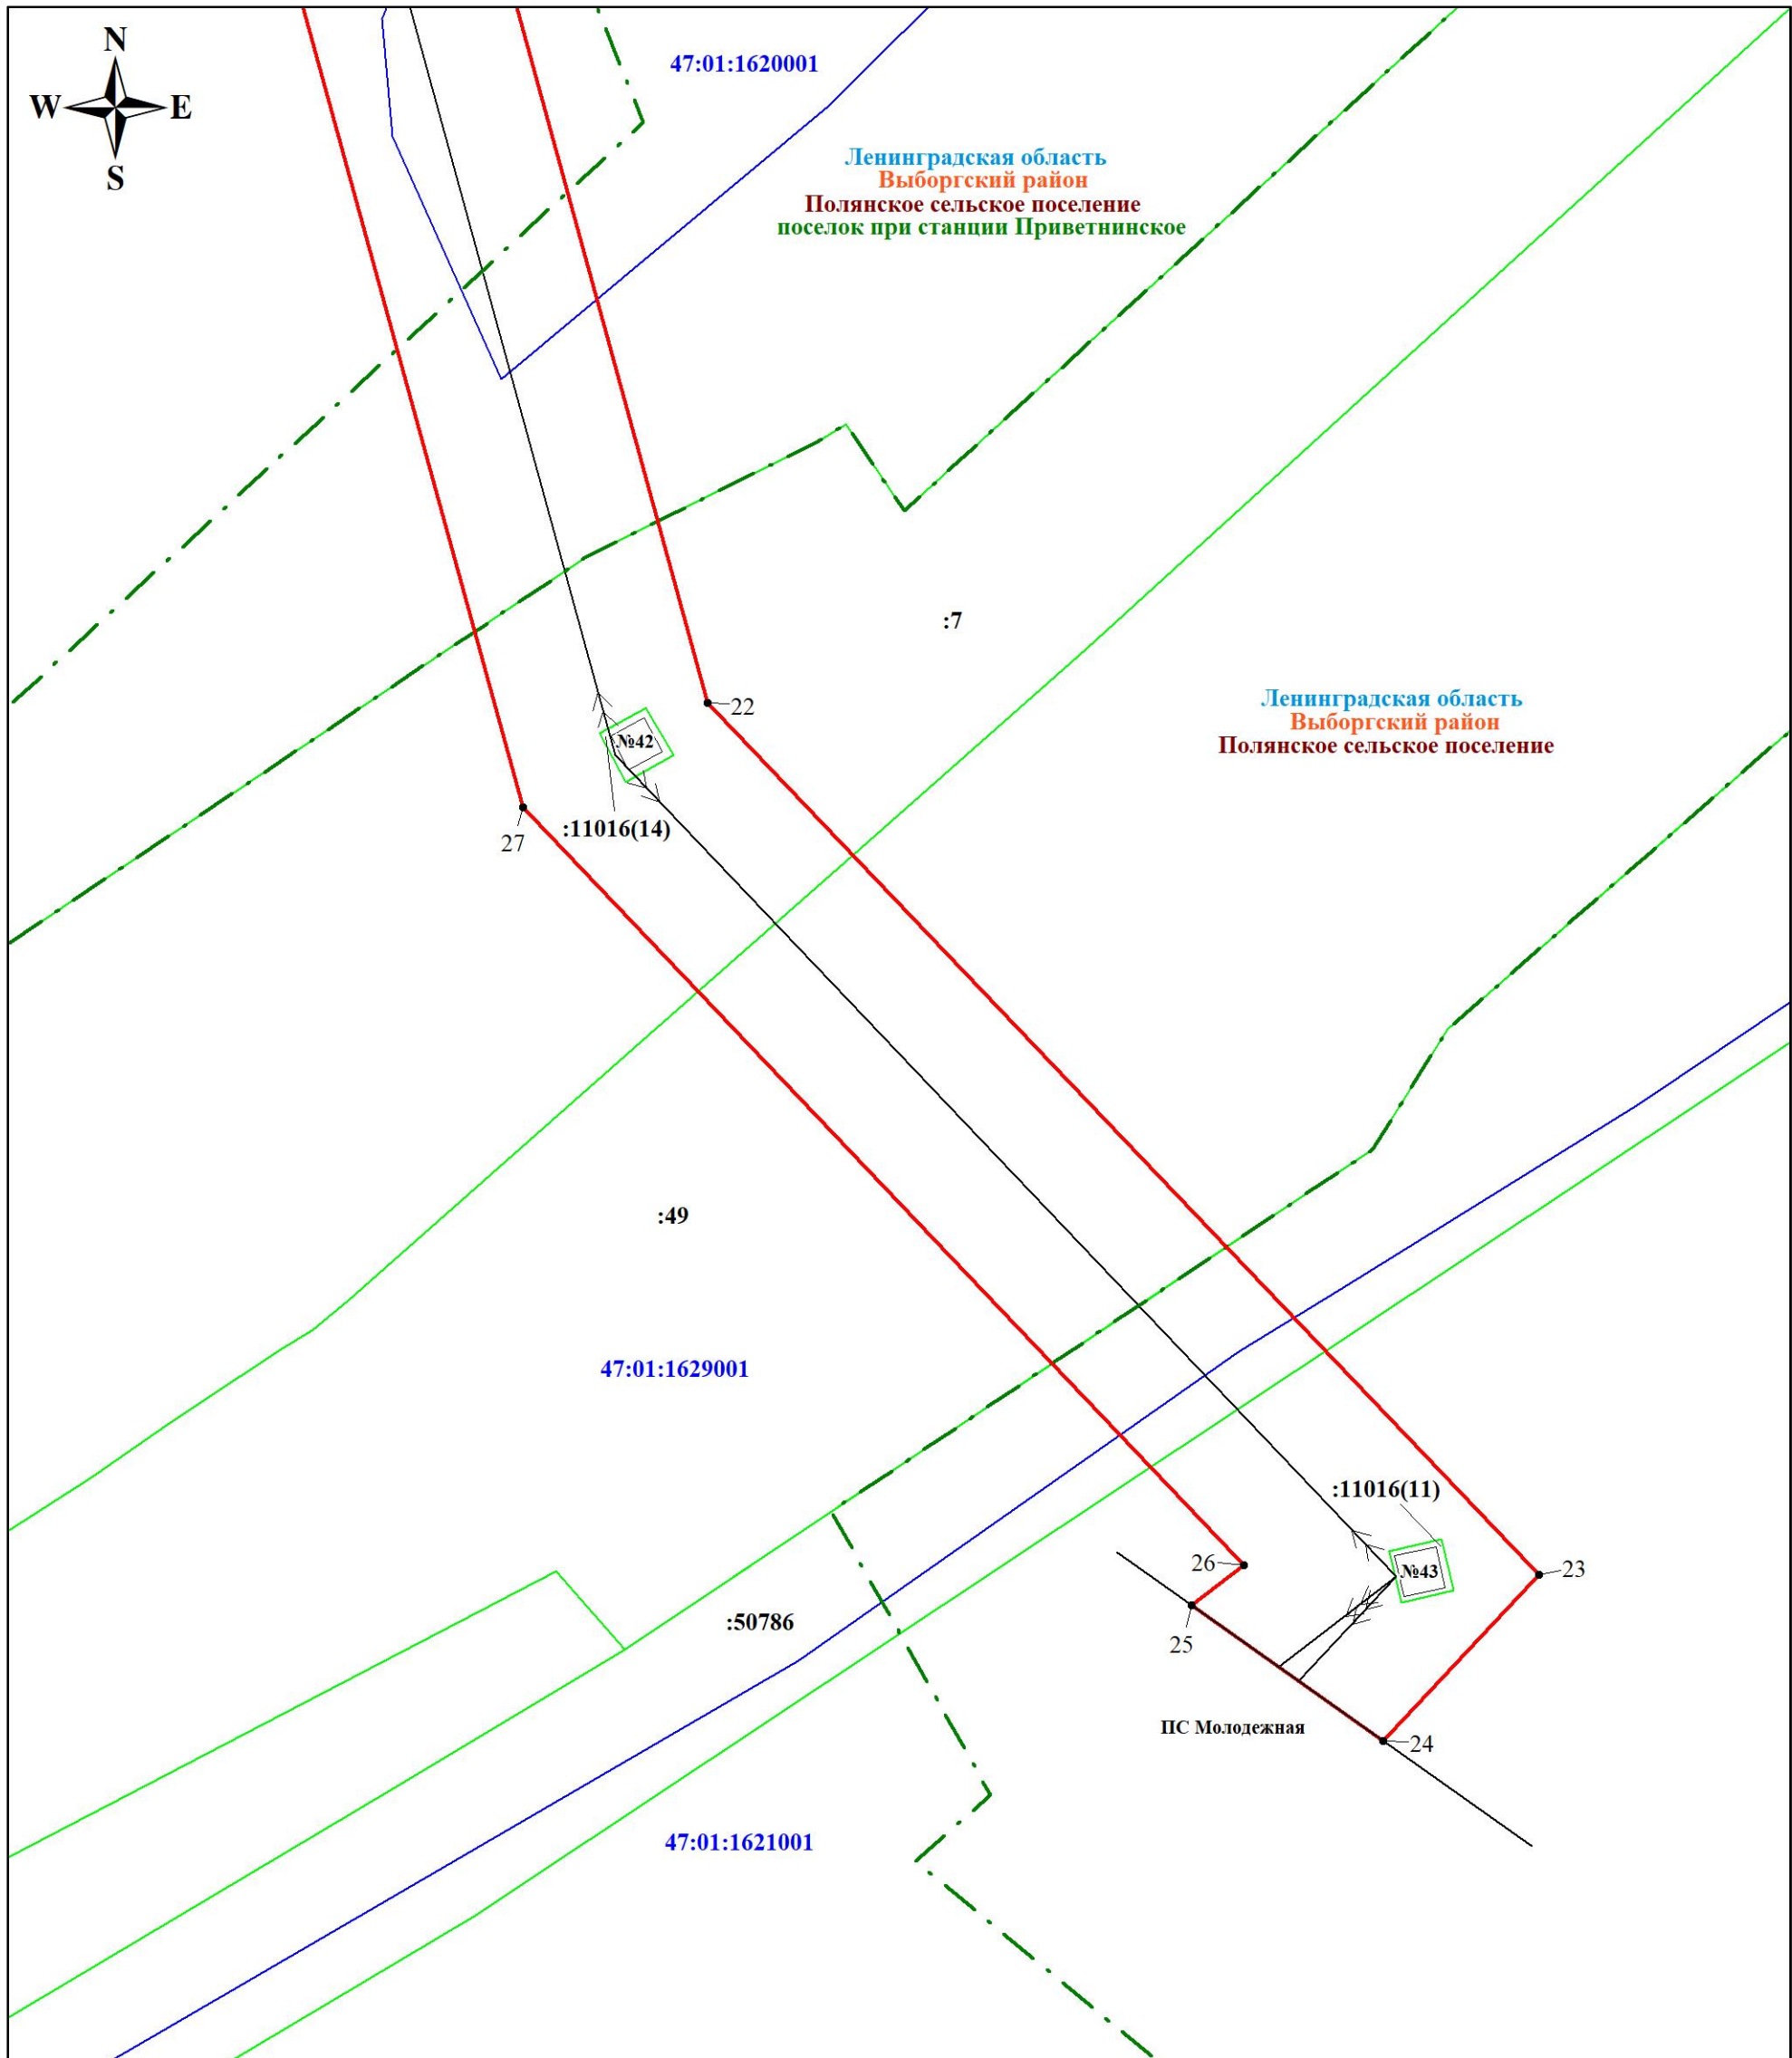 N
W E
S
47:01:1620001
Ленинградская область
Выборгский район
Полянское сельское поселение
поселок при станции Приветнинское
:7
22
Ленинградская область
Выборгский район
Полянское сельское поселение
№42
27
:11016(14)
:49
47:01:1629001
:11016(11)
26
№43
23
25
:50786
ПС Молодежная
24
47:01:1621001